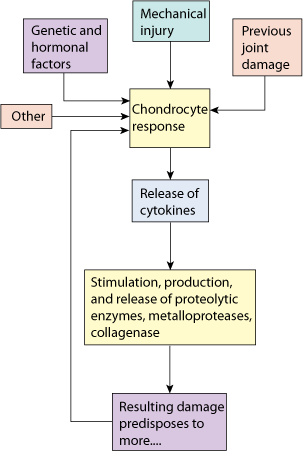 Genetic and
hormonal
factors
Mechanical
injury
Previous
joint
damage
Other
Chondrocyte
response
Release of
cytokines
Stimulation, production,
and release of proteolytic
enzymes, metalloproteases,
collagenase
Resulting damage
predisposes to
more....